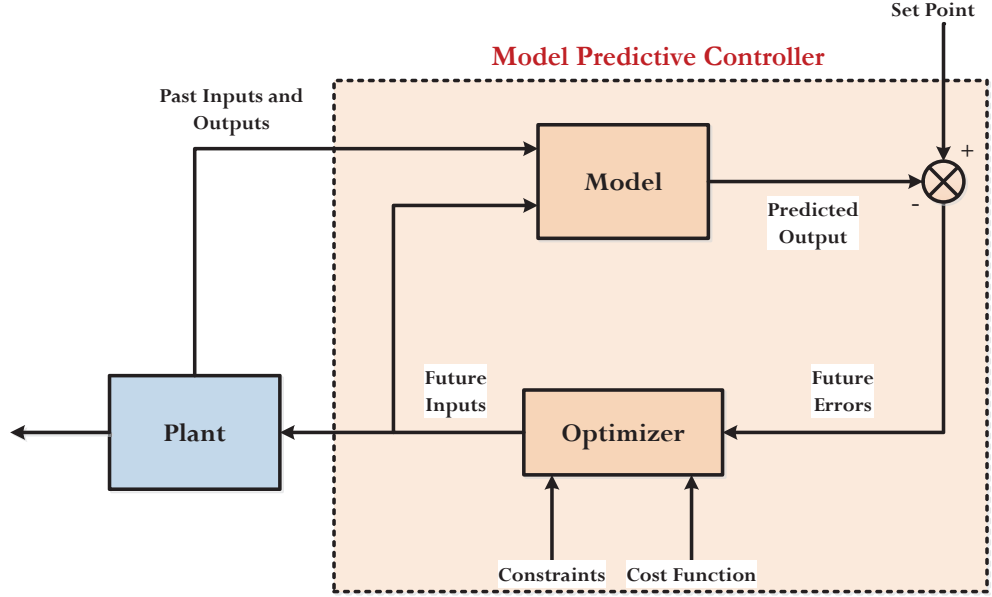 Set Point
Model Predictive Controller
Past Inputs and
Outputs
+
Model
-
Predicted
Output
Future
Inputs
Future
Errors
Plant
Optimizer
Constraints
Cost Function